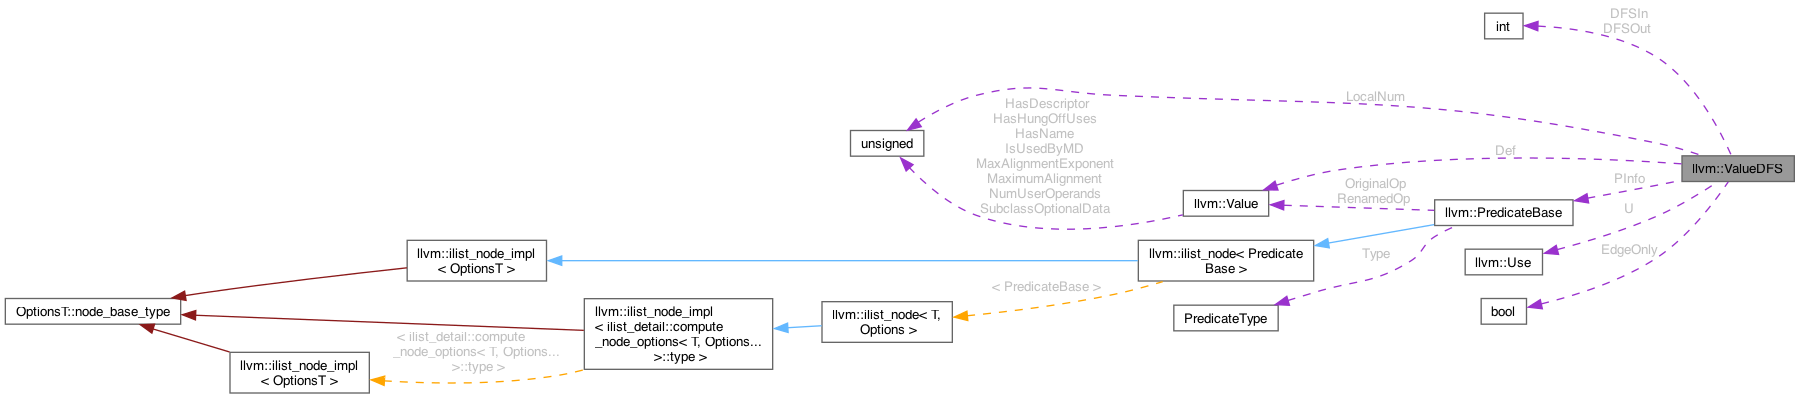 DFSIn
DFSOut
int
LocalNum
HasDescriptor
HasHungOffUses
HasName
IsUsedByMD
MaxAlignmentExponent
MaximumAlignment
NumUserOperands
SubclassOptionalData
unsigned
Def
llvm::ValueDFS
PInfo
OriginalOp
RenamedOp
llvm::Value
llvm::PredicateBase
U
EdgeOnly
Type
llvm::Use
llvm::ilist_node_impl
< OptionsT >
llvm::ilist_node< Predicate
Base >
< PredicateBase >
OptionsT::node_base_type
llvm::ilist_node_impl
< ilist_detail::compute
_node_options< T, Options...
>::type >
llvm::ilist_node< T,
Options >
PredicateType
bool
< ilist_detail::compute
_node_options< T, Options...
>::type >
llvm::ilist_node_impl
< OptionsT >